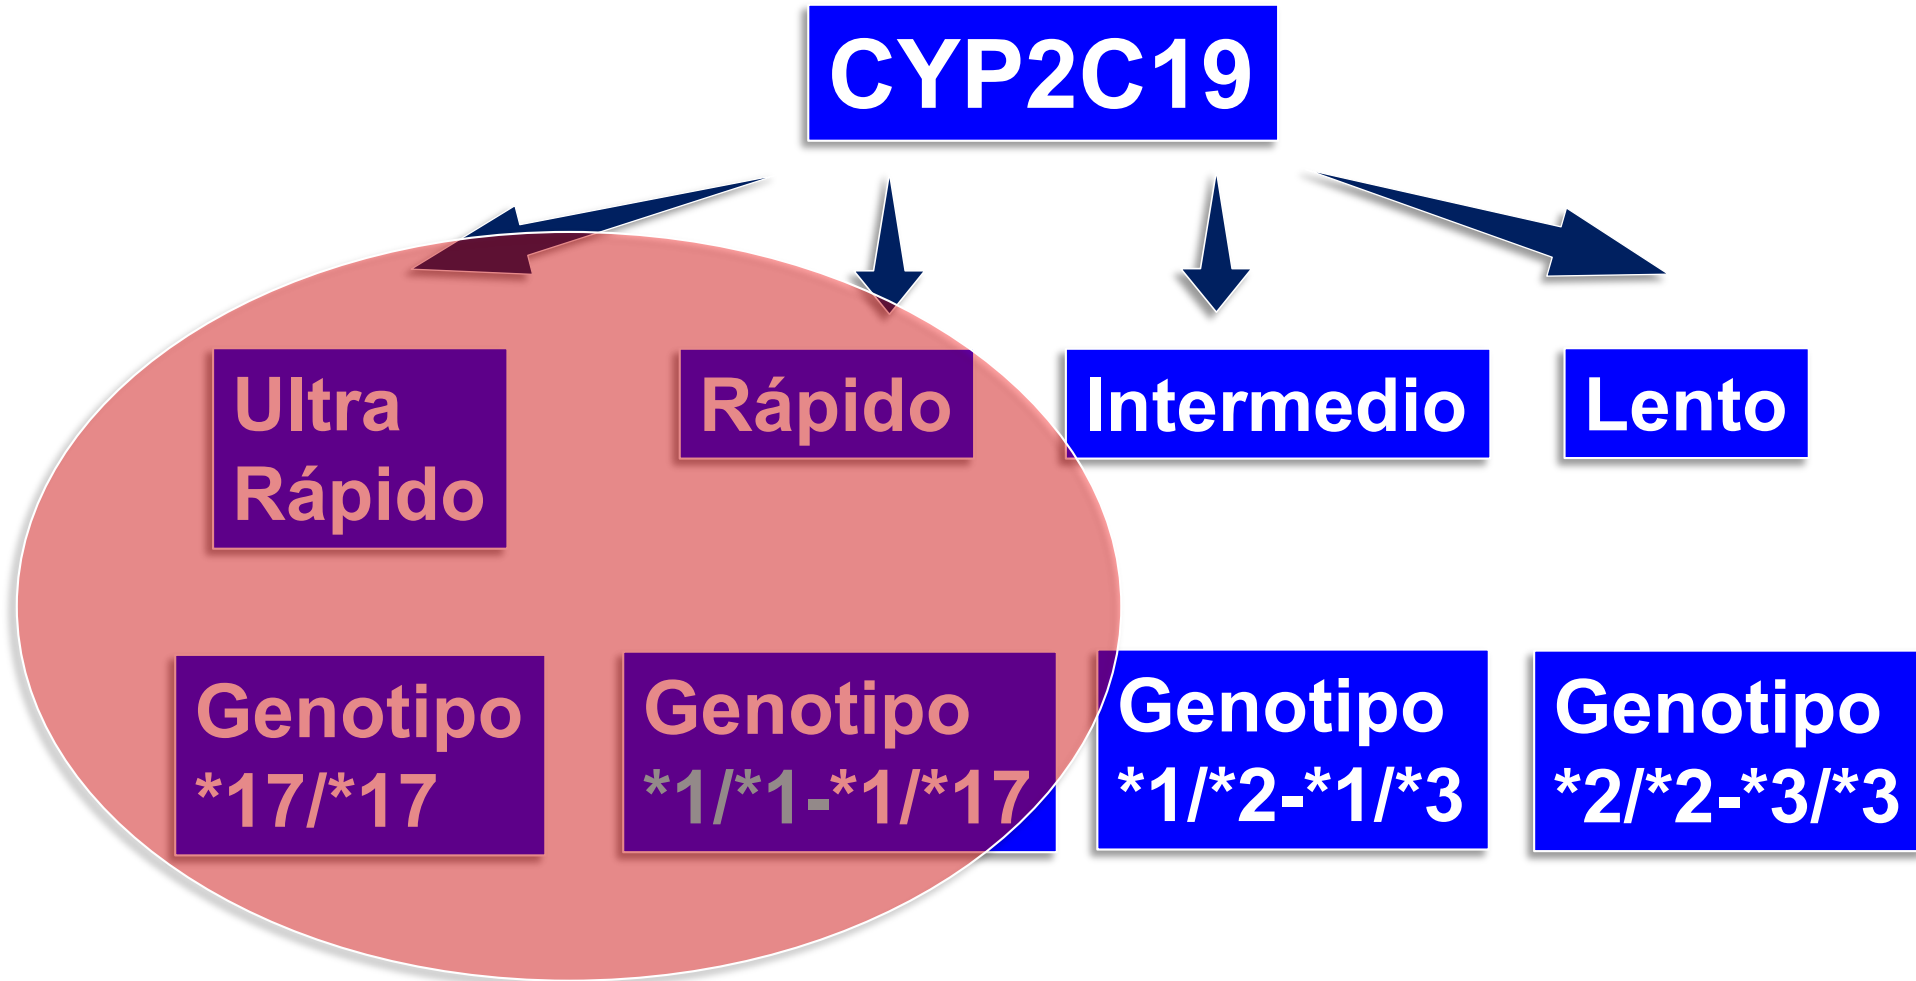 CYP2C19
Ultra
Rápido
Rápido
Intermedio
Lento
Genotipo
*17/*17
Genotipo
*1/*1-*1/*17
Genotipo
*1/*2-*1/*3
Genotipo
*2/*2-*3/*3